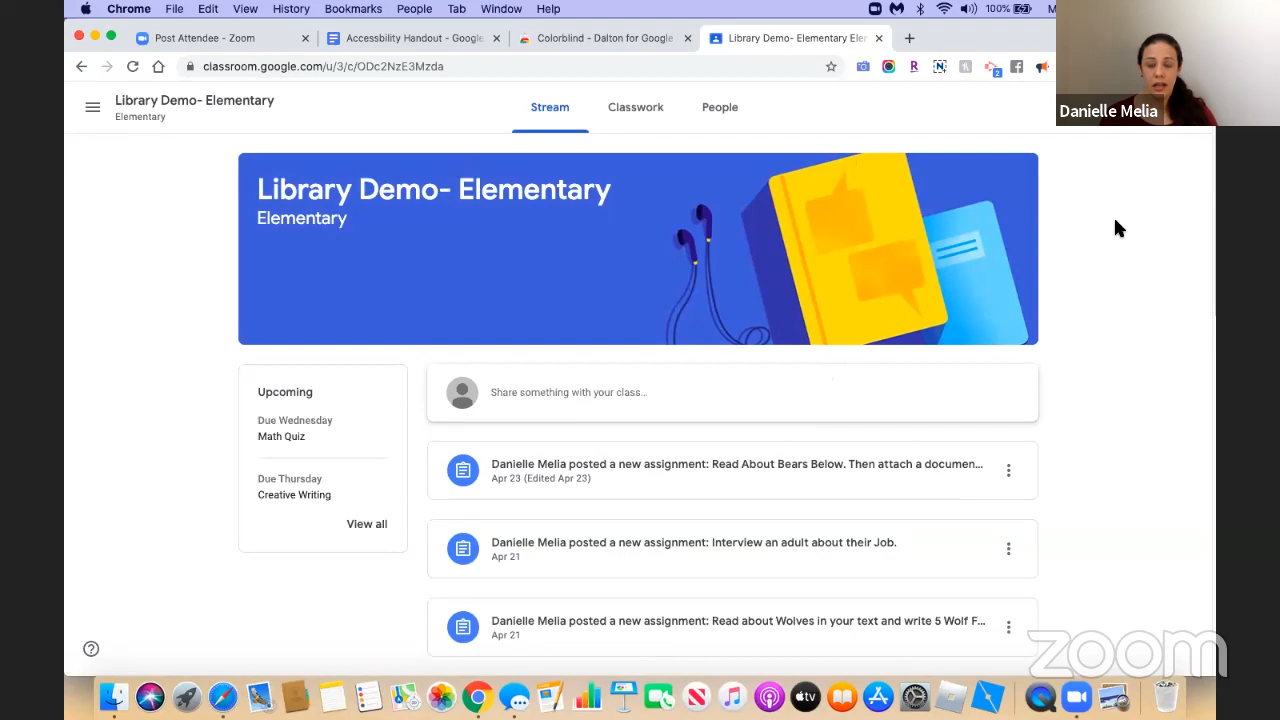 Chrome File Edit View History Bookmarks People Tab Window Help 100%
Post Attendee - Zoom
Accessbility Handout - Google
Colorblind - Dalton for Google
Library Demo- Elementary Ele
classroom.google.com/u/3/c/ODc2NzE3Mzda
2
Danielle Melia
Library Demo- Elementary
Elementary
Stream Classwork People
Library Demo- Elementary
Elementary
Upcoming
Due Wednesday
Math Quiz
Due Thursday
Creative Writing
View all
Share something with your class...
Danielle Melia posted a new assignment: Read About Bears Below. Then attach a documen...
Apr 23 (Edited Apr 23)
Danielle Melia posted a new assignment: Interview an adult about their Job.
Apr 21
Danielle Melia posted a new assignment: Read about Wolves in your text and write 5 Wolf F...
Apr 21
zoom
tv